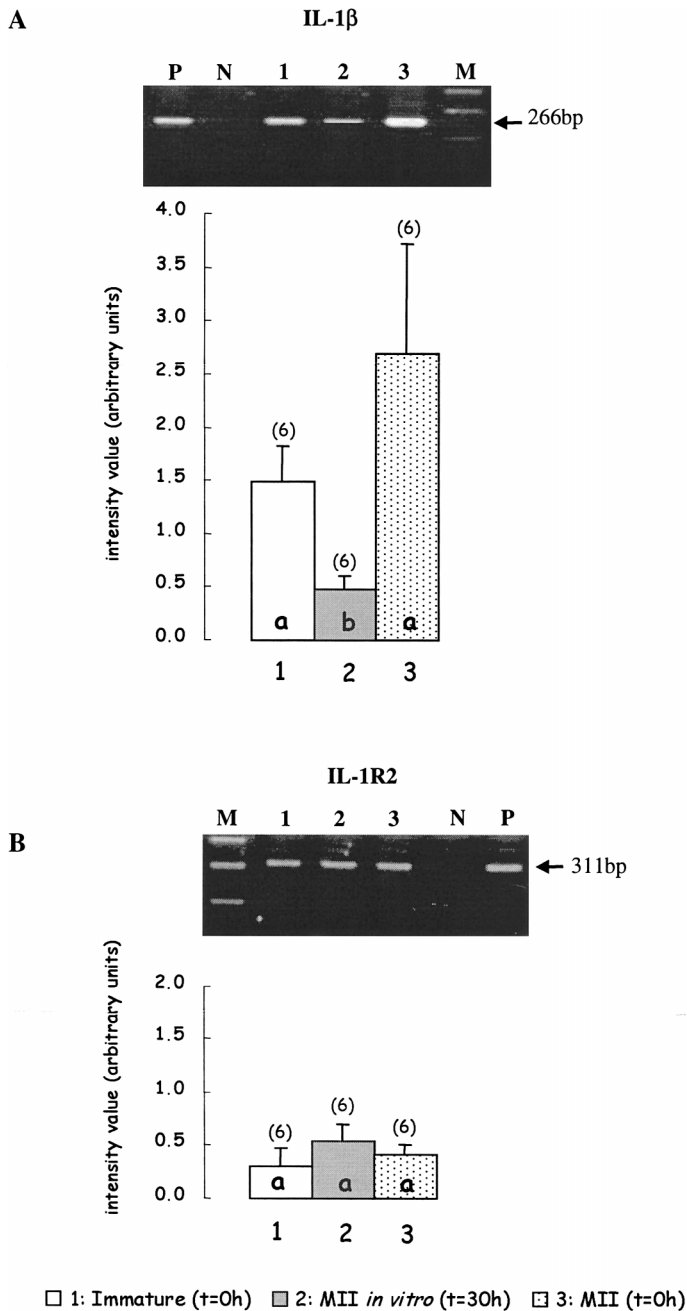 A
IL-1β
P N 1 2 3 M
266bp
intensity value (arbitrary units)
4.0
3.5
3.0
2.5
2.0
1.5
1.0
0.5
0.0
(6)
(6)
(6)
a b a
1 2 3
IL-1R2
B
M 1 2 3 N P
311bp
intensity value (arbitrary units)
2.0
1.5
1.0
0.5
0.0
(6) (6) (6)
a a a
1 2 3
1: Immature (t=0h) 2: MII in vitro (t=30h) 3: MII (t=0h)